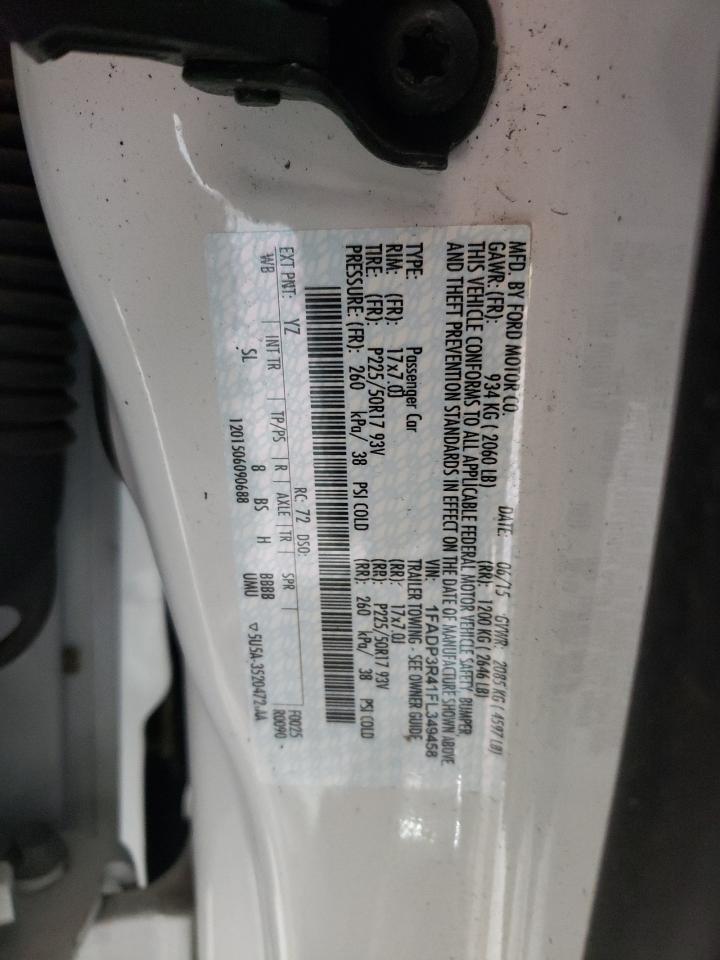 MFD. BY FORD MOTOR CO. DATE: 06/15 GVWR: 2085 KG ( 4597 LB)
GAWR: (FR): 934 KG ( 2060 LB) (RR): 1200 KG ( 2646 LB)
THIS VEHICLE CONFORMS TO ALL APPLICABLE FEDERAL MOTOR VEHICLE SAFETY, BUMPER,
AND THEFT PREVENTION STANDARDS IN EFFECT ON THE DATE OF MANUFACTURE SHOWN ABOVE
VIN: 1FADP3R41FL349458
TYPE: Passenger Car TRAILER TOWING - SEE OWNER GUIDE
RIM: (FR): 17x7.0J (RR): 17x7.0J
TIRE: (FR): P225/50R17 93V (RR): P225/50R17 93V
PRESSURE: (FR): 260 kPa/ 38 PSI COLD (RR): 260 kPa/ 38 PSI COLD
RC: 72 DSO: F0025
EXT PNT: YZ R0090
WB | INT TR | TP/PS | R | AXLE | TR | SPR |
SL 8 BS H BBBB
1201506090688 UMU ▽5U5A-3520472-AA